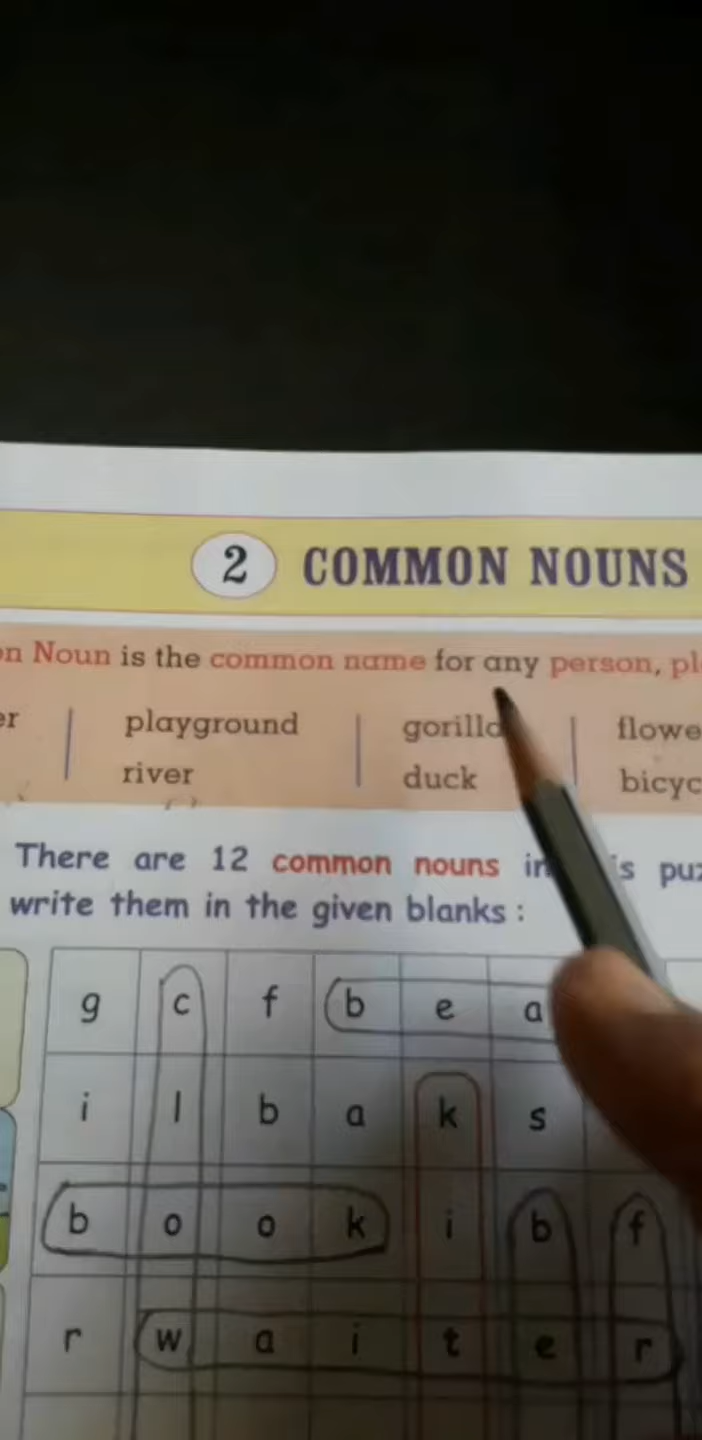 2 COMMON NOUNS
Noun is the common name for any person,
playground
gorilla
river
duck
There are 12 common nouns
write them in the given blanks :
g c f b e a
i l b a k s
b o o k i b f
r w a i t e r